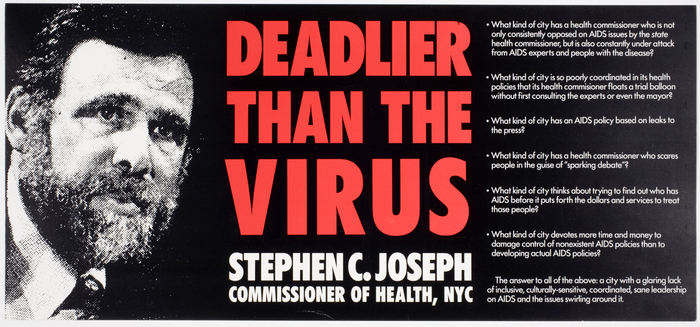 DEADLIER
THAN THE
VIRUS
STEPHEN C. JOSEPH
COMMISSIONER OF HEALTH, NYC
• What kind of city has a health commissioner who is not
only consistently opposed on AIDS issues by the state
health commissioner, but is also constantly under attack
from AIDS experts and people with the disease?
• What kind of city is so poorly coordinated in its health
policies that its health commisioner floats a trial balloon
without first consulting the experts or even the mayor?
• What kind of city has an AIDS policy based on leaks to
the press?
• What kind of city has a health commissioner who scares
people in the guise of "sparking debate"?
• What kind of city thinks about trying to find out who has
AIDS before it puts forth the dollars and services to treat
those people?
• What kind of city devotes more time and money to
damage control of nonexistent AIDS policies than to
developing actual AIDS policies?
The answer to all of the above: a city with a glaring lack
of inclusive, culturally-sensitive, coordinated, sane leadership
on AIDS and the issues swirling around it.